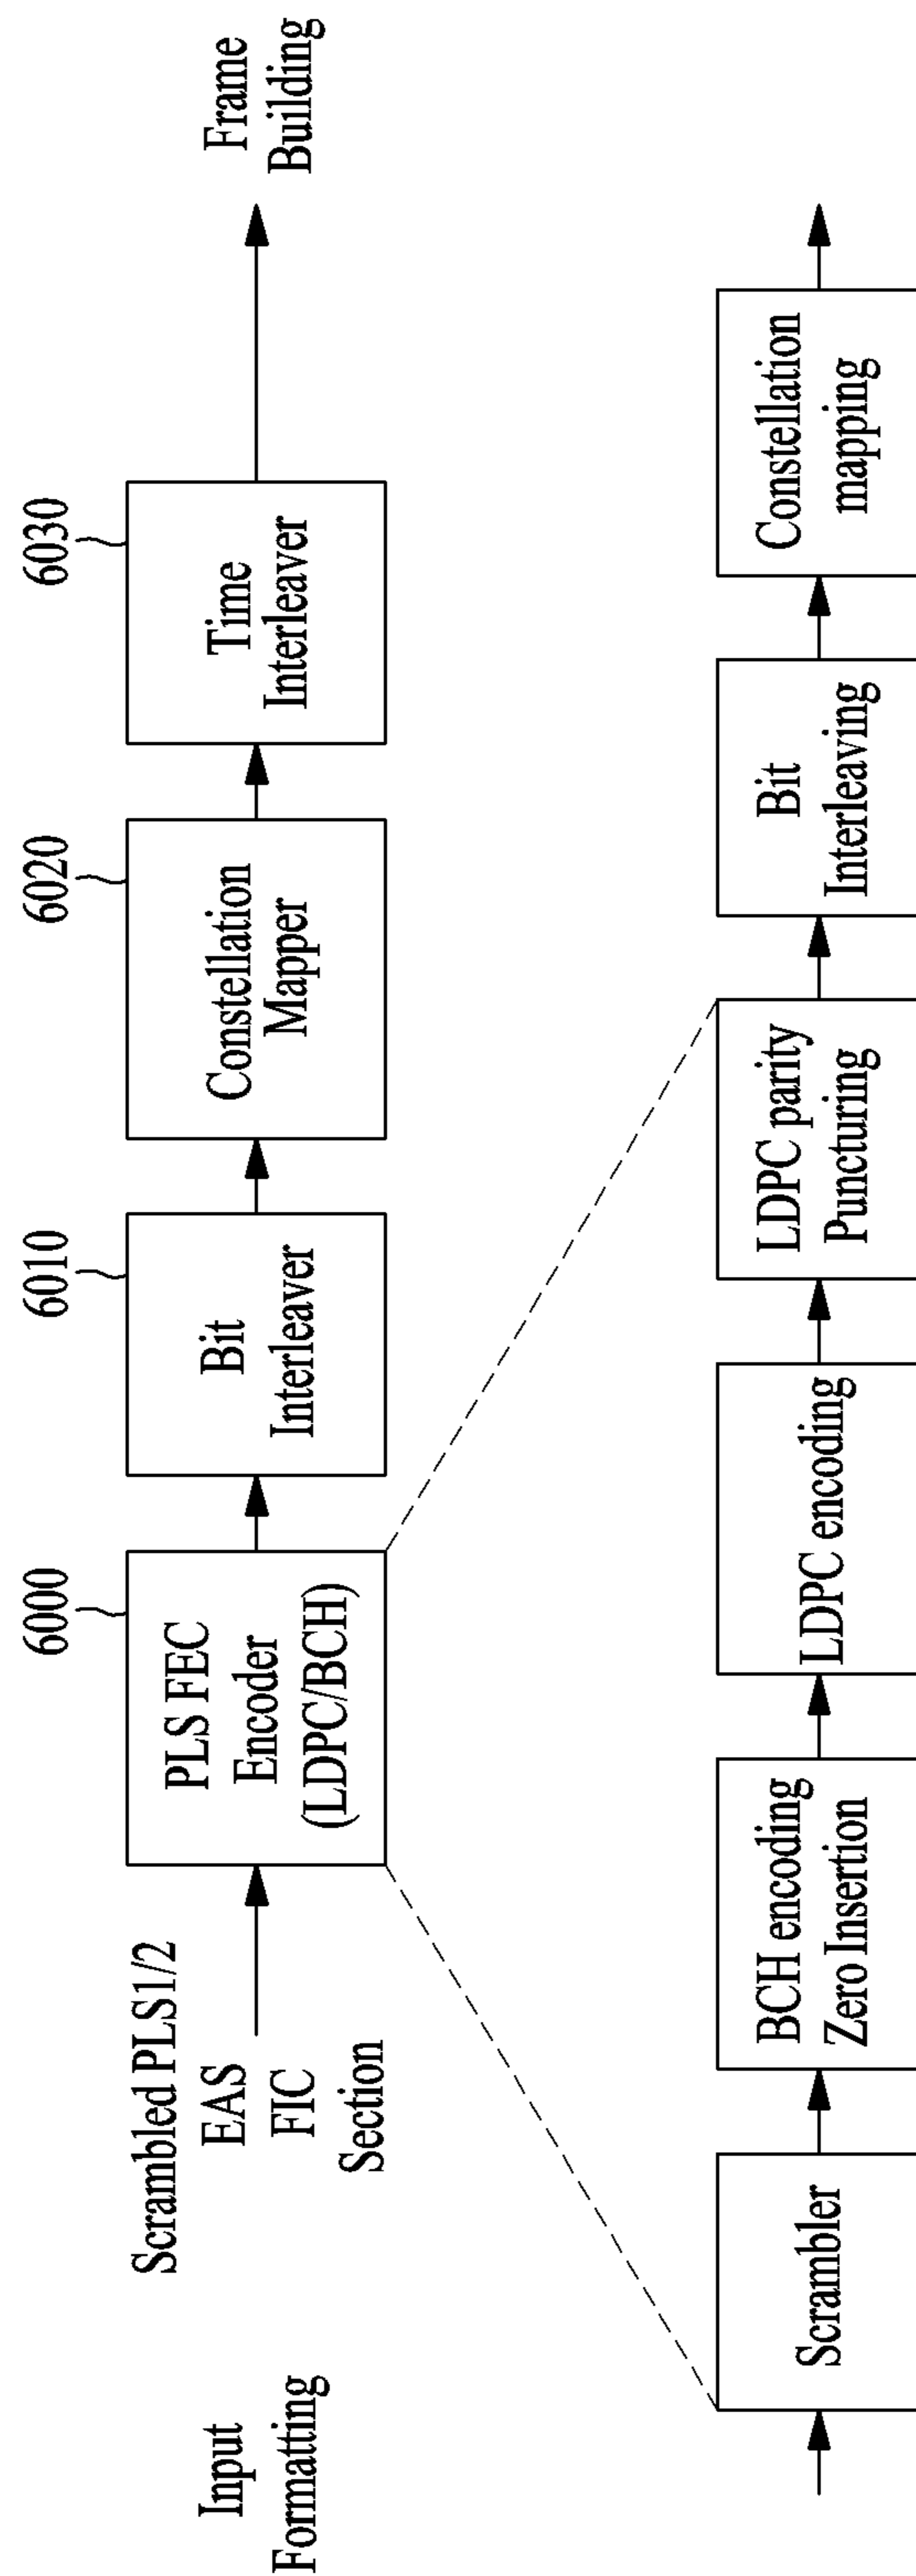 Input
Formatting
Scrambled PLS1/2
EAS
FIC
Section
6000
PLS FEC
Encoder
(LDPC/BCH)
6010
Bit
Interleaver
6020
Constellation
Mapper
6030
Time
Interleaver
Frame
Building
Scrambler
BCH encoding
Zero Insertion
LDPC encoding
LDPC parity
Puncturing
Bit
Interleaving
Constellation
mapping